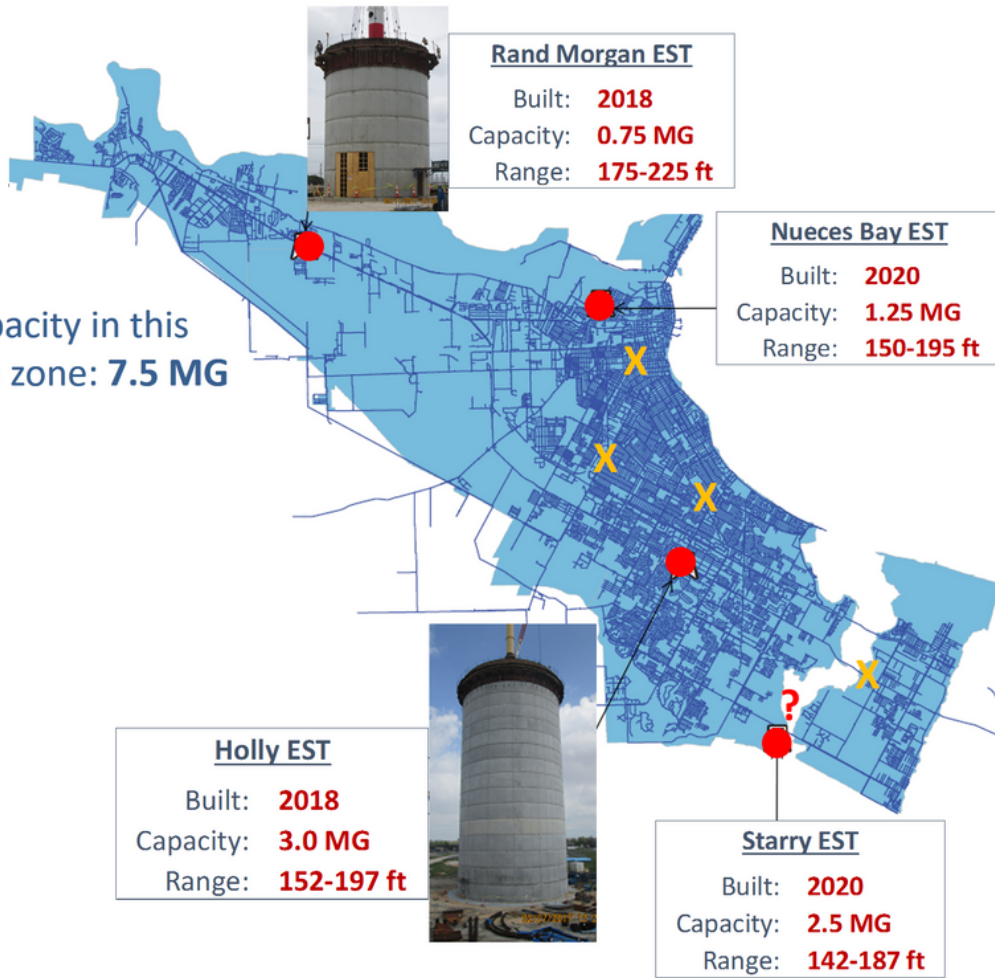 Rand Morgan EST
Built: 2018
Capacity: 0.75 MG
Range: 175-225 ft
Nueces Bay EST
Built: 2020
Capacity: 1.25 MG
Range: 150-195 ft
pacity in this
zone: 7.5 MG
X
X
X
X
?
Holly EST
Built: 2018
Capacity: 3.0 MG
Range: 152-197 ft
Starry EST
Built: 2020
Capacity: 2.5 MG
Range: 142-187 ft